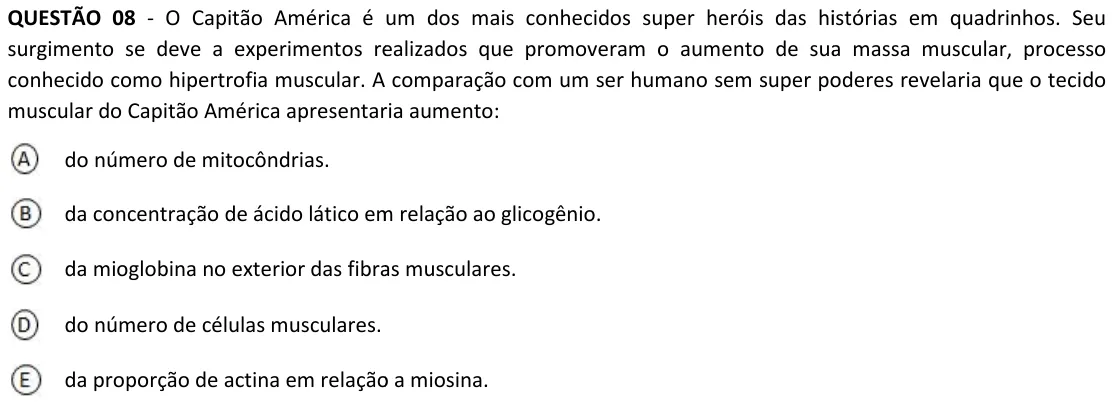 QUESTÃO 08 - O Capitão América é um dos mais conhecidos super heróis das histórias em quadrinhos. Seu
surgimento se deve a experimentos realizados que promoveram o aumento de sua massa muscular, processo
conhecido como hipertrofia muscular. A comparação com um ser humano sem super poderes revelaria que o tecido
muscular do Capitão América apresentaria aumento:
A do número de mitocôndrias.
B da concentração de ácido lático em relação ao glicogênio.
C da mioglobina no exterior das fibras musculares.
D do número de células musculares.
E da proporção de actina em relação a miosina.